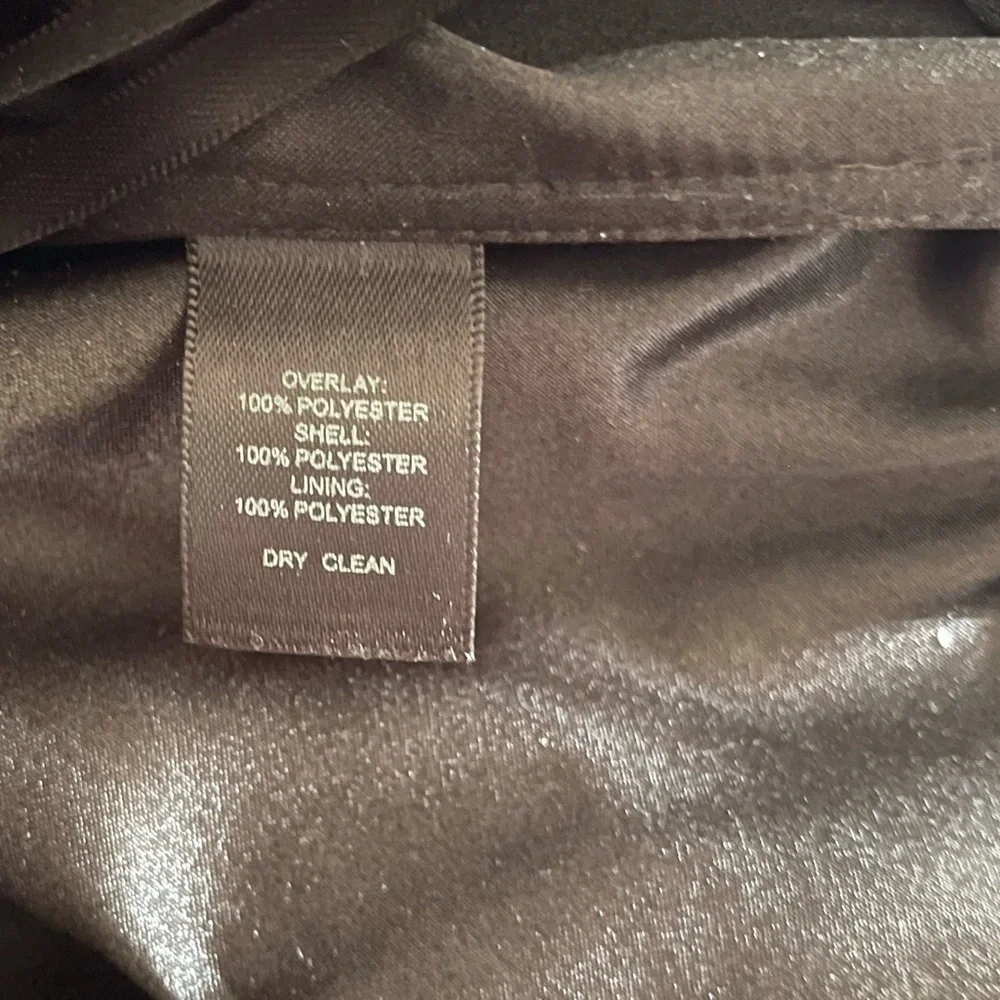 OVERLAY:
100% POLYESTER
SHELL:
100% POLYESTER
LINING:
100% POLYESTER
DRY CLEAN